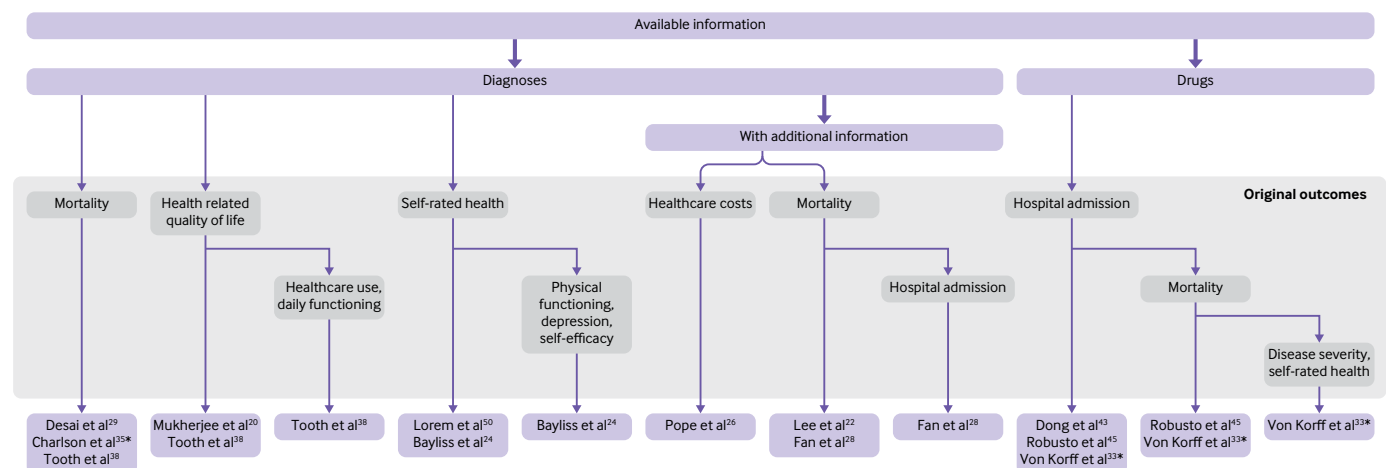 Available information
Diagnoses
Drugs
With additional information
Original outcomes
Mortality
Health related
quality of life
Self-rated health
Healthcare costs
Mortality
Hospital admission
Healthcare use,
daily functioning
Physical
functioning,
depression,
self-efficacy
Hospital admission
Mortality
Disease severity,
self-rated health
Desai et al29
Charlson et al35*
Tooth et al38
Mukherjee et al20
Tooth et al38
Tooth et al38
Lorem et al50
Bayliss et al24
Bayliss et al24
Pope et al26
Lee et al22
Fan et al28
Fan et al28
Dong et al43
Robusto et al45
Von Korff et al33*
Robusto et al45
Von Korff et al33*
Von Korff et al33*